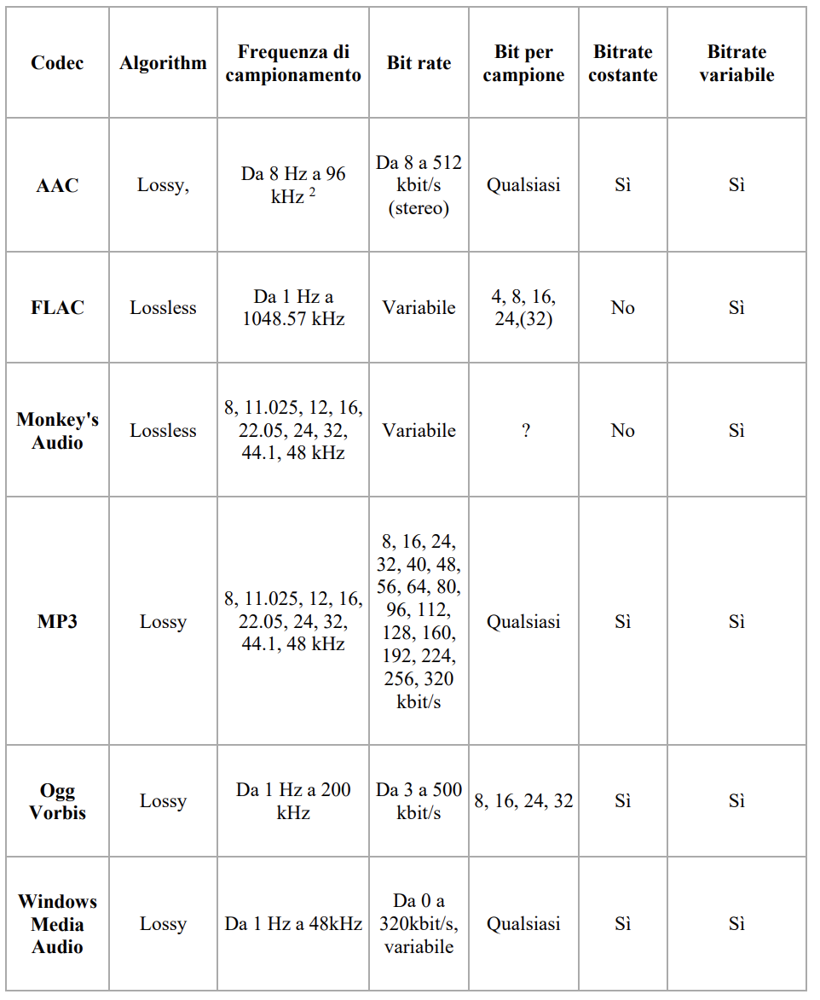 Codec Algorithm Frequenza di campionamento Bit rate Bit per campione Bitrate costante Bitrate variabile
AAC Lossy, Da 8 Hz a 96 kHz 2 Da 8 a 512 kbit/s (stereo) Qualsiasi Sì Sì
FLAC Lossless Da 1 Hz a 1048.57 kHz Variabile 4, 8, 16, 24,(32) No Sì
Monkey's Audio Lossless 8, 11.025, 12, 16, 22.05, 24, 32, 44.1, 48 kHz Variabile ? No Sì
MP3 Lossy 8, 11.025, 12, 16, 22.05, 24, 32, 44.1, 48 kHz 8, 16, 24, 32, 40, 48, 56, 64, 80, 96, 112, 128, 160, 192, 224, 256, 320 kbit/s Qualsiasi Sì Sì
Ogg Vorbis Lossy Da 1 Hz a 200 kHz Da 3 a 500 kbit/s 8, 16, 24, 32 Sì Sì
Windows Media Audio Lossy Da 1 Hz a 48kHz Da 0 a 320kbit/s, variabile Qualsiasi Sì Sì